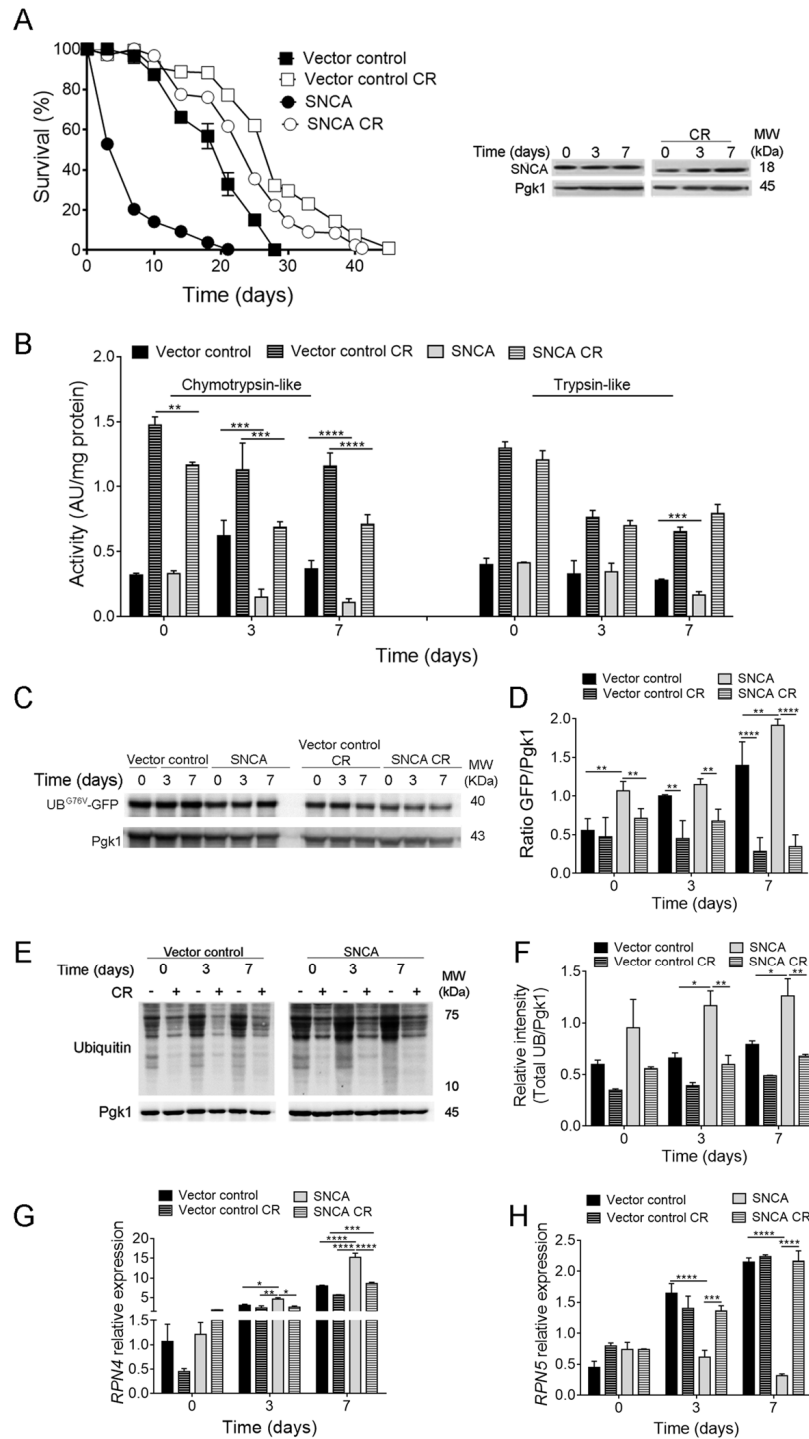 A
100
80
60
40
20
0
Survival (%)
0 10 20 30 40
Time (days)
Vector control
Vector control CR
SNCA
SNCA CR
CR MW
Time (days) 0 3 7 0 3 7 (kDa)
SNCA 18
Pgk1 45
B
Vector control Vector control CR SNCA SNCA CR
Chymotrypsin-like Trypsin-like
2.0
1.5
1.0
0.5
0.0
Activity (AU/mg protein)
** *** *** **** **** ***
0 3 7 0 3 7
Time (days)
C
Vector control SNCA Vector control CR SNCA CR MW
Time (days) 0 3 7 0 3 7 0 3 7 0 3 7 (KDa)
UBG76V-GFP 40
Pgk1 43
D
Vector control SNCA
Vector control CR SNCA CR
2.0
1.5
1.0
0.5
0.0
Ratio GFP/Pgk1
** ** ** ** ** **** ****
0 3 7
Time (days)
E
Vector control SNCA
Time (days) 0 3 7 0 3 7 MW
CR - + - + - + - + - + - + (kDa)
75
Ubiquitin
10
Pgk1 45
F
Vector control SNCA
Vector control CR SNCA CR
1.5
1.0
0.5
0.0
Relative intensity
(Total UB/Pgk1)
* ** * **
0 3 7
Time (days)
G
Vector control SNCA
Vector control CR SNCA CR
20
15
10
5
1.5
1.0
0.5
0.0
RPN4 relative expression
* ** * *** **** **** ****
0 3 7
Time (days)
H
Vector control SNCA
Vector control CR SNCA CR
2.5
2.0
1.5
1.0
0.5
0.0
RPN5 relative expression
**** *** **** ****
0 3 7
Time (days)